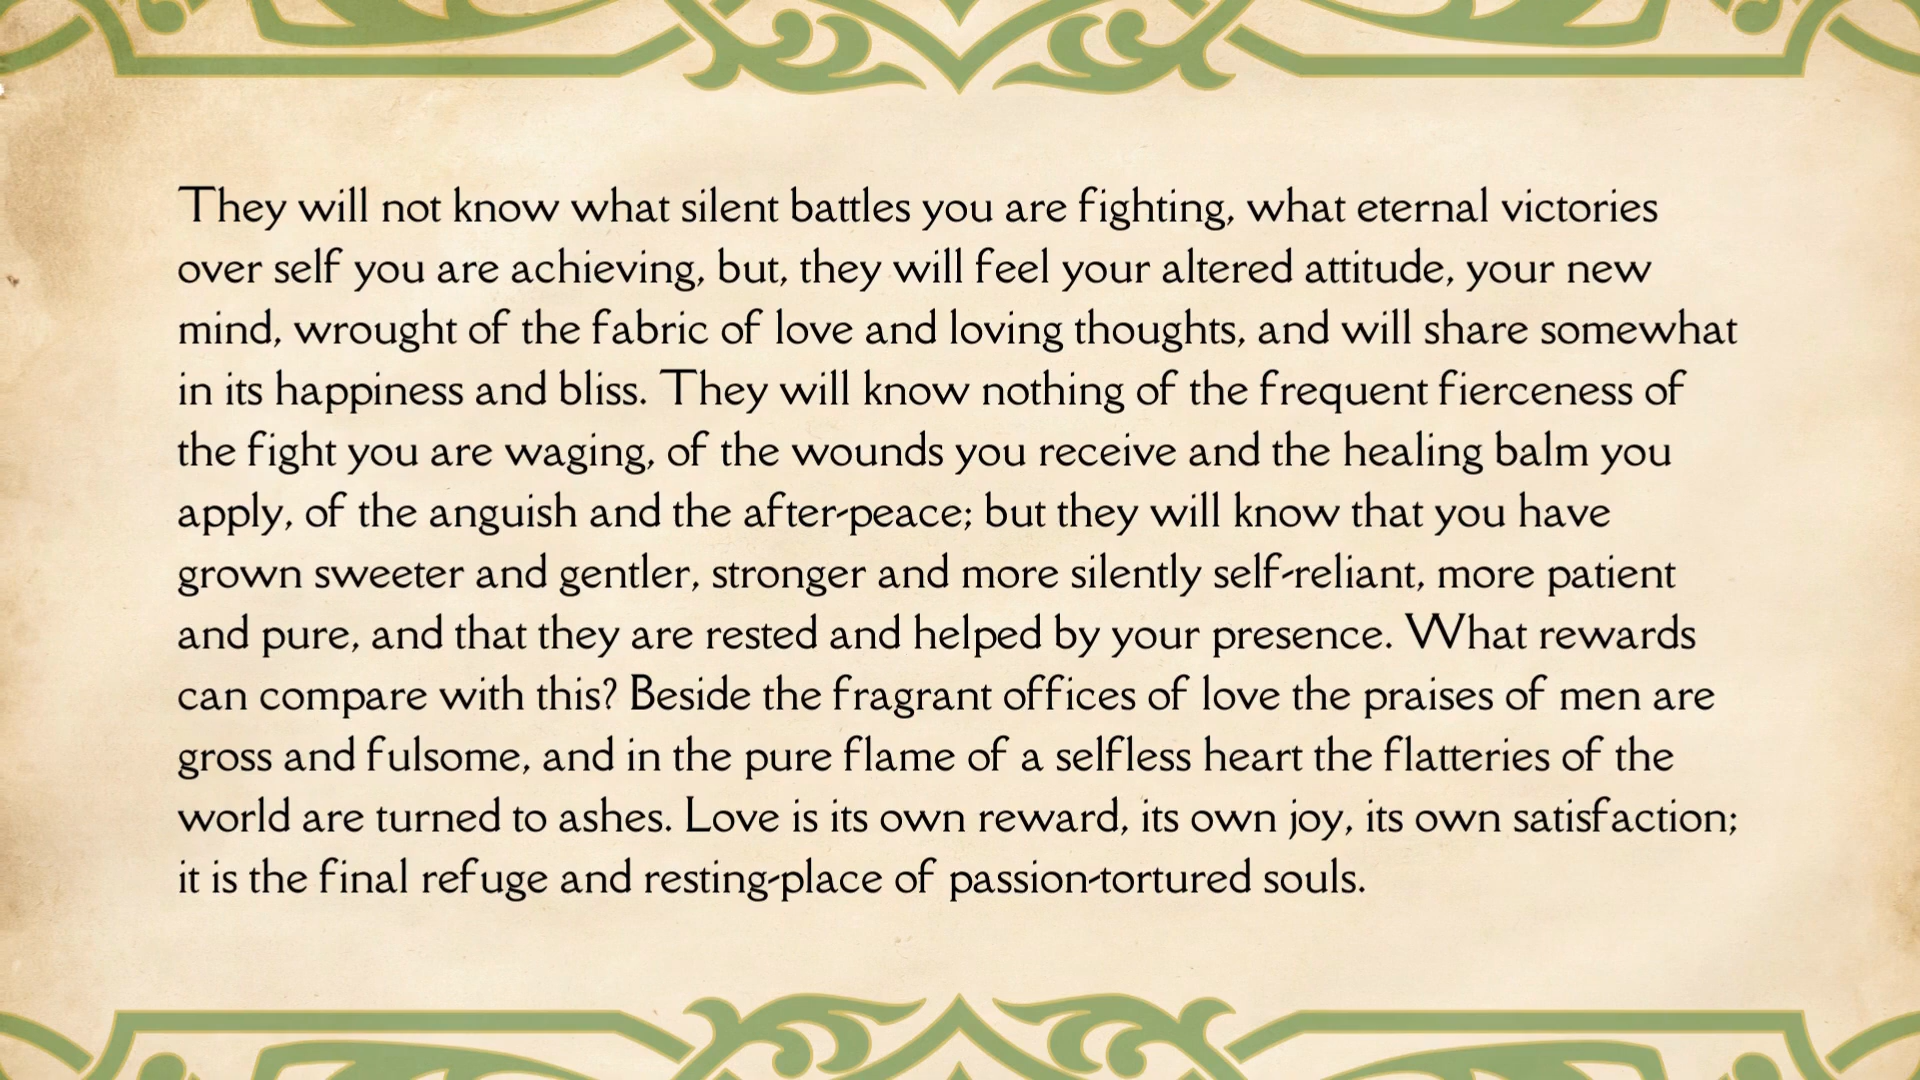 They will not know what silent battles you are fighting, what eternal victories
over self you are achieving, but, they will feel your altered attitude, your new
mind, wrought of the fabric of love and loving thoughts, and will share somewhat
in its happiness and bliss. They will know nothing of the frequent fierceness of
the fight you are waging, of the wounds you receive and the healing balm you
apply, of the anguish and the after-peace; but they will know that you have
grown sweeter and gentler, stronger and more silently self-reliant, more patient
and pure, and that they are rested and helped by your presence. What rewards
can compare with this? Beside the fragrant offices of love the praises of men are
gross and fulsome, and in the pure flame of a selfless heart the flatteries of the
world are turned to ashes. Love is its own reward, its own joy, its own satisfaction;
it is the final refuge and resting-place of passion-tortured souls.